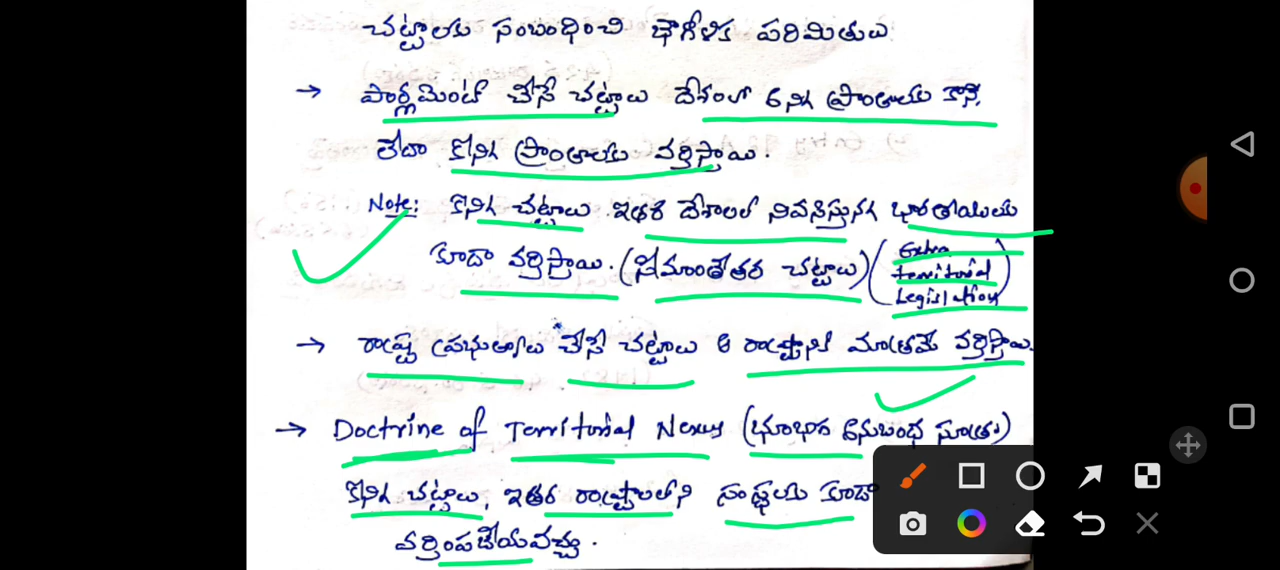 చట్టాలకు సంబంధించి భౌగోళిక పరిమితులు
→ పార్లమెంట్ చేసే చట్టాలు దేశంలో అన్ని ప్రాంతాలకు కానీ,
లేదా కొన్ని ప్రాంతాలకు వర్తిస్తాయి.
Note: కొన్ని చట్టాలు ఇతర దేశాలలో నివసిస్తున్న భారతీయులకు
కూడా వర్తిస్తాయి. (సీమాంతేతర చట్టాలు) (Extra
territorial
Legislation)
→ రాష్ట్ర ప్రభుత్వాలు చేసే చట్టాలు ఆ రాష్ట్రానికి మాత్రమే వర్తిస్తాయి.
→ Doctrine of Territorial Nexus (భూభాగ అనుబంధ సూత్రం)
కొన్ని చట్టాలు, ఇతర రాష్ట్రాలలోని సంస్థలకు కూడా
వర్తింపచేయవచ్చు.